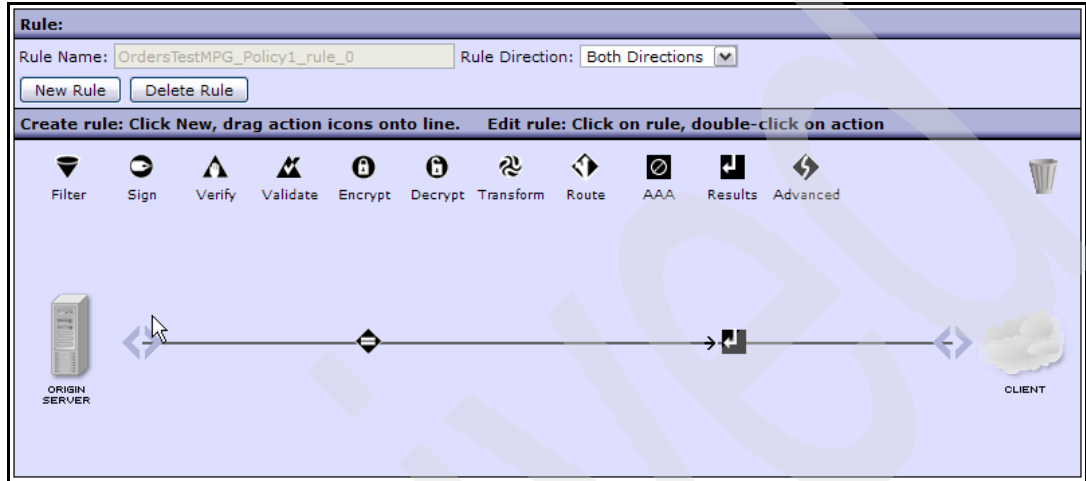 Rule:
Rule Name: OrdersTestMPG_Policy1_rule_0 Rule Direction: Both Directions
New Rule Delete Rule
Create rule: Click New, drag action icons onto line. Edit rule: Click on rule, double-click on action
Filter Sign Verify Validate Encrypt Decrypt Transform Route AAA Results Advanced
ORIGIN
SERVER
CLIENT